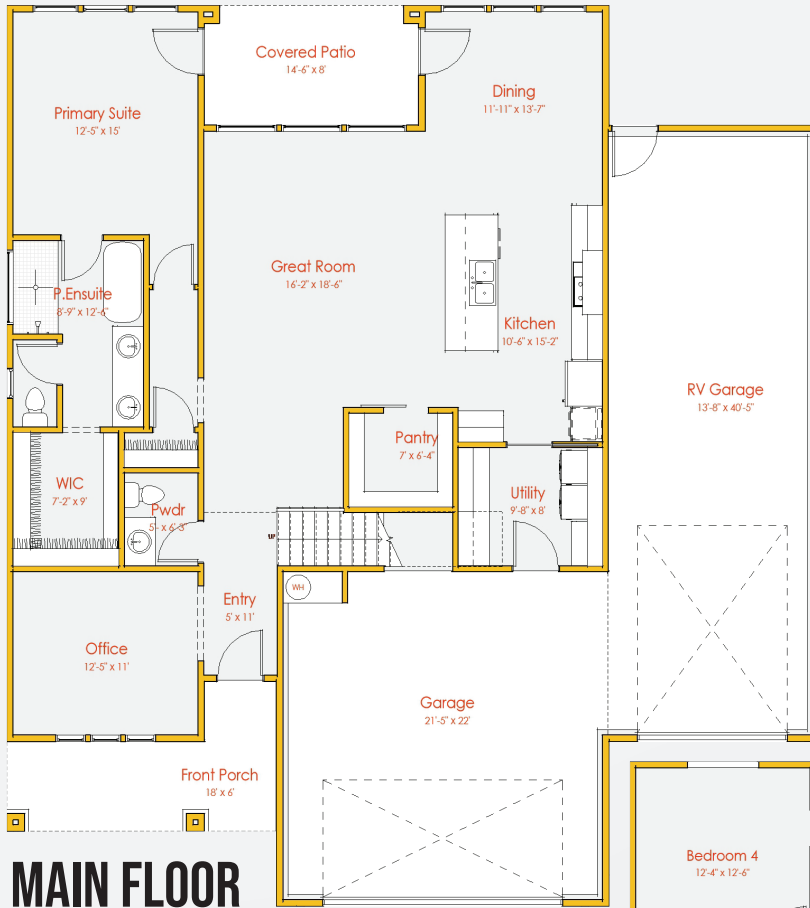 Covered Patio
14'-6" x 8'
Dining
11'-11" x 13'-7"
Primary Suite
12'-5" x 15'
Great Room
16'-2" x 18'-6"
P.Ensuite
8'-9" x 12'-6"
Kitchen
10'-6" x 15'-2"
RV Garage
13'-8" x 40'-5"
Pantry
7' x 6'-4"
WIC
7'-2" x 9'
Utility
9'-8" x 8'
Pwdr
5'- x 6'-3"
UP
WH
Entry
5' x 11'
Office
12'-5" x 11'
Garage
21'-5" x 22'
Front Porch
18' x 6'
Bedroom 4
12'-4" x 12'-6"
MAIN FLOOR